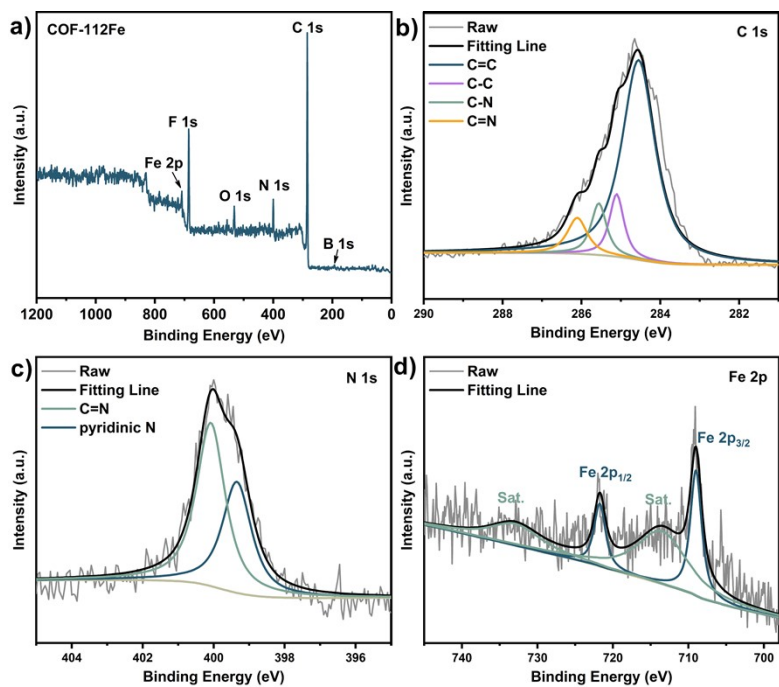 a)
COF-112Fe
C 1s
F 1s
Fe 2p
O 1s
N 1s
B 1s
Intensity (a.u.)
1200 1000 800 600 400 200 0
Binding Energy (eV)
b)
C 1s
Raw
Fitting Line
C=C
C-C
C-N
C=N
Intensity (a.u.)
290 288 286 284 282
Binding Energy (eV)
c)
N 1s
Raw
Fitting Line
C=N
pyridinic N
Intensity (a.u.)
404 402 400 398 396
Binding Energy (eV)
d)
Fe 2p
Raw
Fitting Line
Fe 2p3/2
Fe 2p1/2
Sat.
Sat.
Intensity (a.u.)
740 730 720 710 700
Binding Energy (eV)